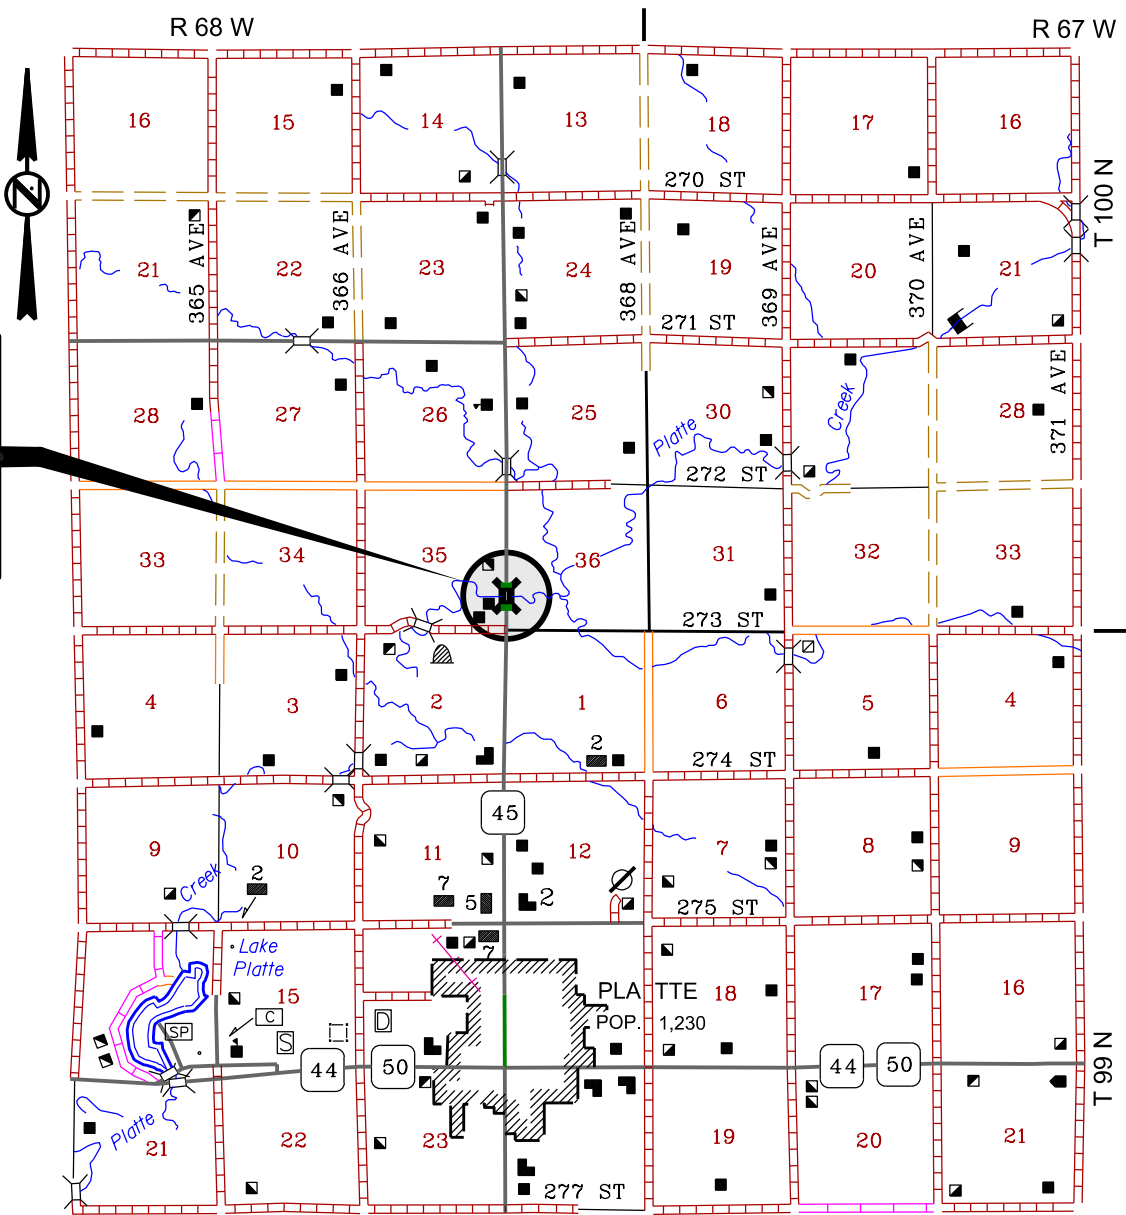 R 68 W
R 67 W
16
15
14
13
18
17
16
270 ST
T 100 N
N
365 AVE
366 AVE
368 AVE
369 AVE
370 AVE
21
22
23
24
19
20
21
271 ST
371 AVE
28
27
26
25
30
Creek
28
Platte
272 ST
33
34
35
36
31
32
33
273 ST
4
3
2
1
6
5
4
2
274 ST
45
9
10
11
12
7
8
9
Creek
2
7
5
2
275 ST
7
Lake
Platte
15
PLATTE
18
17
16
C
SP
S
D
POP. 1,230
44
50
44
50
T 99 N
Platte
21
22
23
19
20
21
277 ST